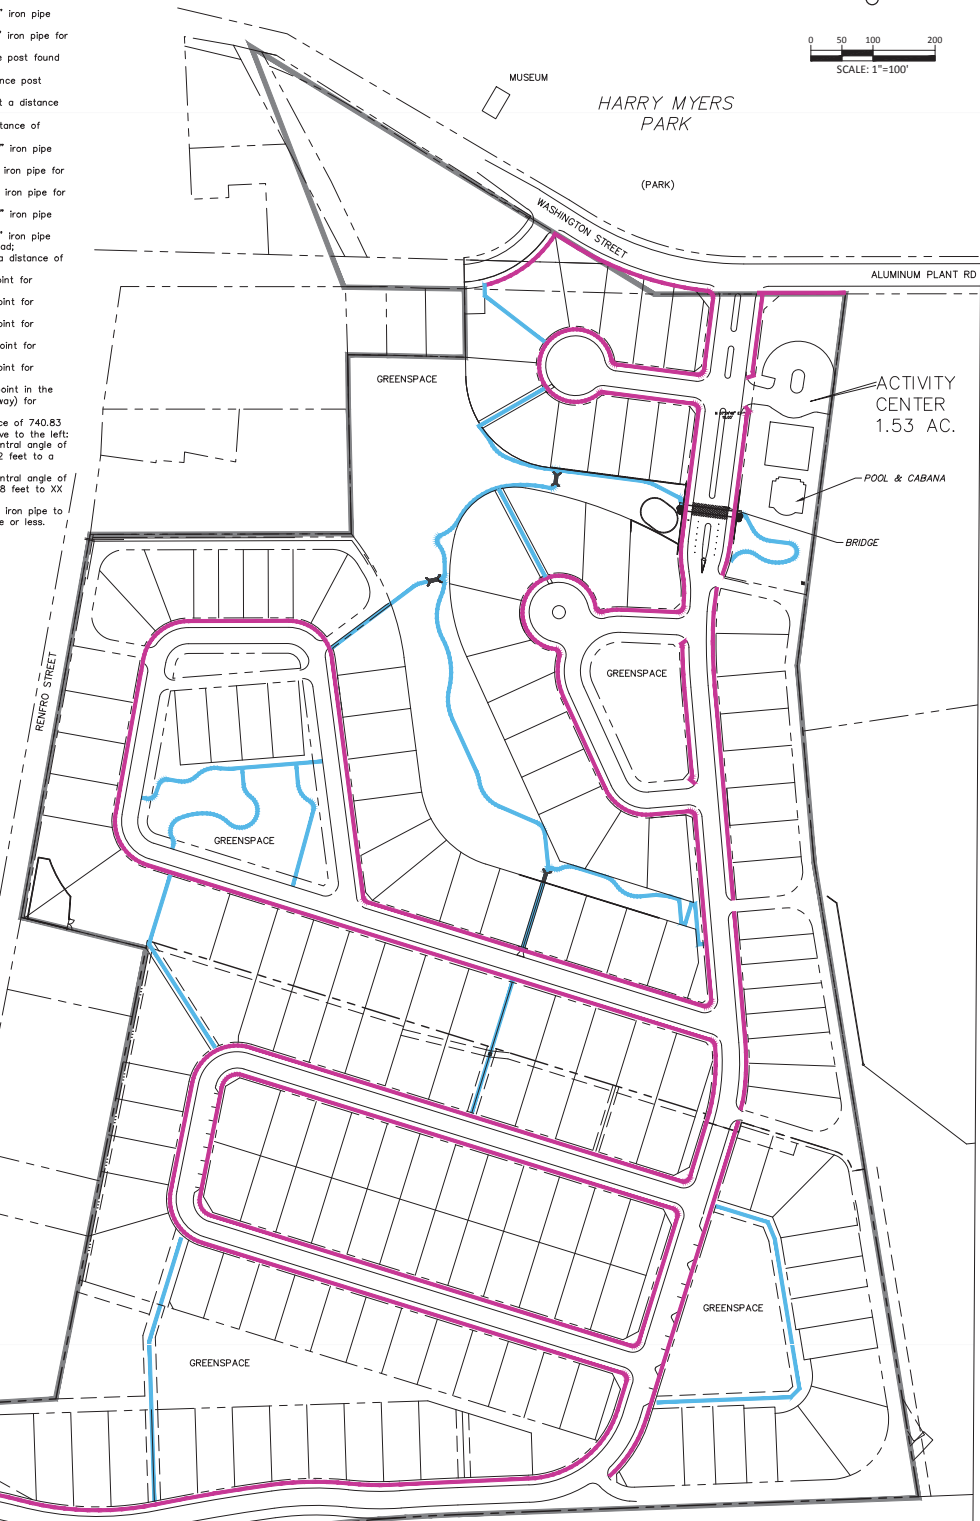 " iron pipe
" iron pipe for
e post found
nce post
t a distance
tance of
" iron pipe
iron pipe for
iron pipe for
" iron pipe
" iron pipe
ad;
a distance of
oint for
oint for
oint for
oint for
oint for
point in the
way) for
ce of 740.83
ve to the left:
entral angle of
2 feet to a
entral angle of
8 feet to XX
iron pipe to
e or less.
0 50 100 200
SCALE: 1"=100'
MUSEUM
HARRY MYERS
PARK
(PARK)
WASHINGTON STREET
ALUMINUM PLANT RD
GREENSPACE
ACTIVITY
CENTER
1.53 AC.
POOL & CABANA
BRIDGE
RENFRO STREET
GREENSPACE
GREENSPACE
GREENSPACE
GREENSPACE